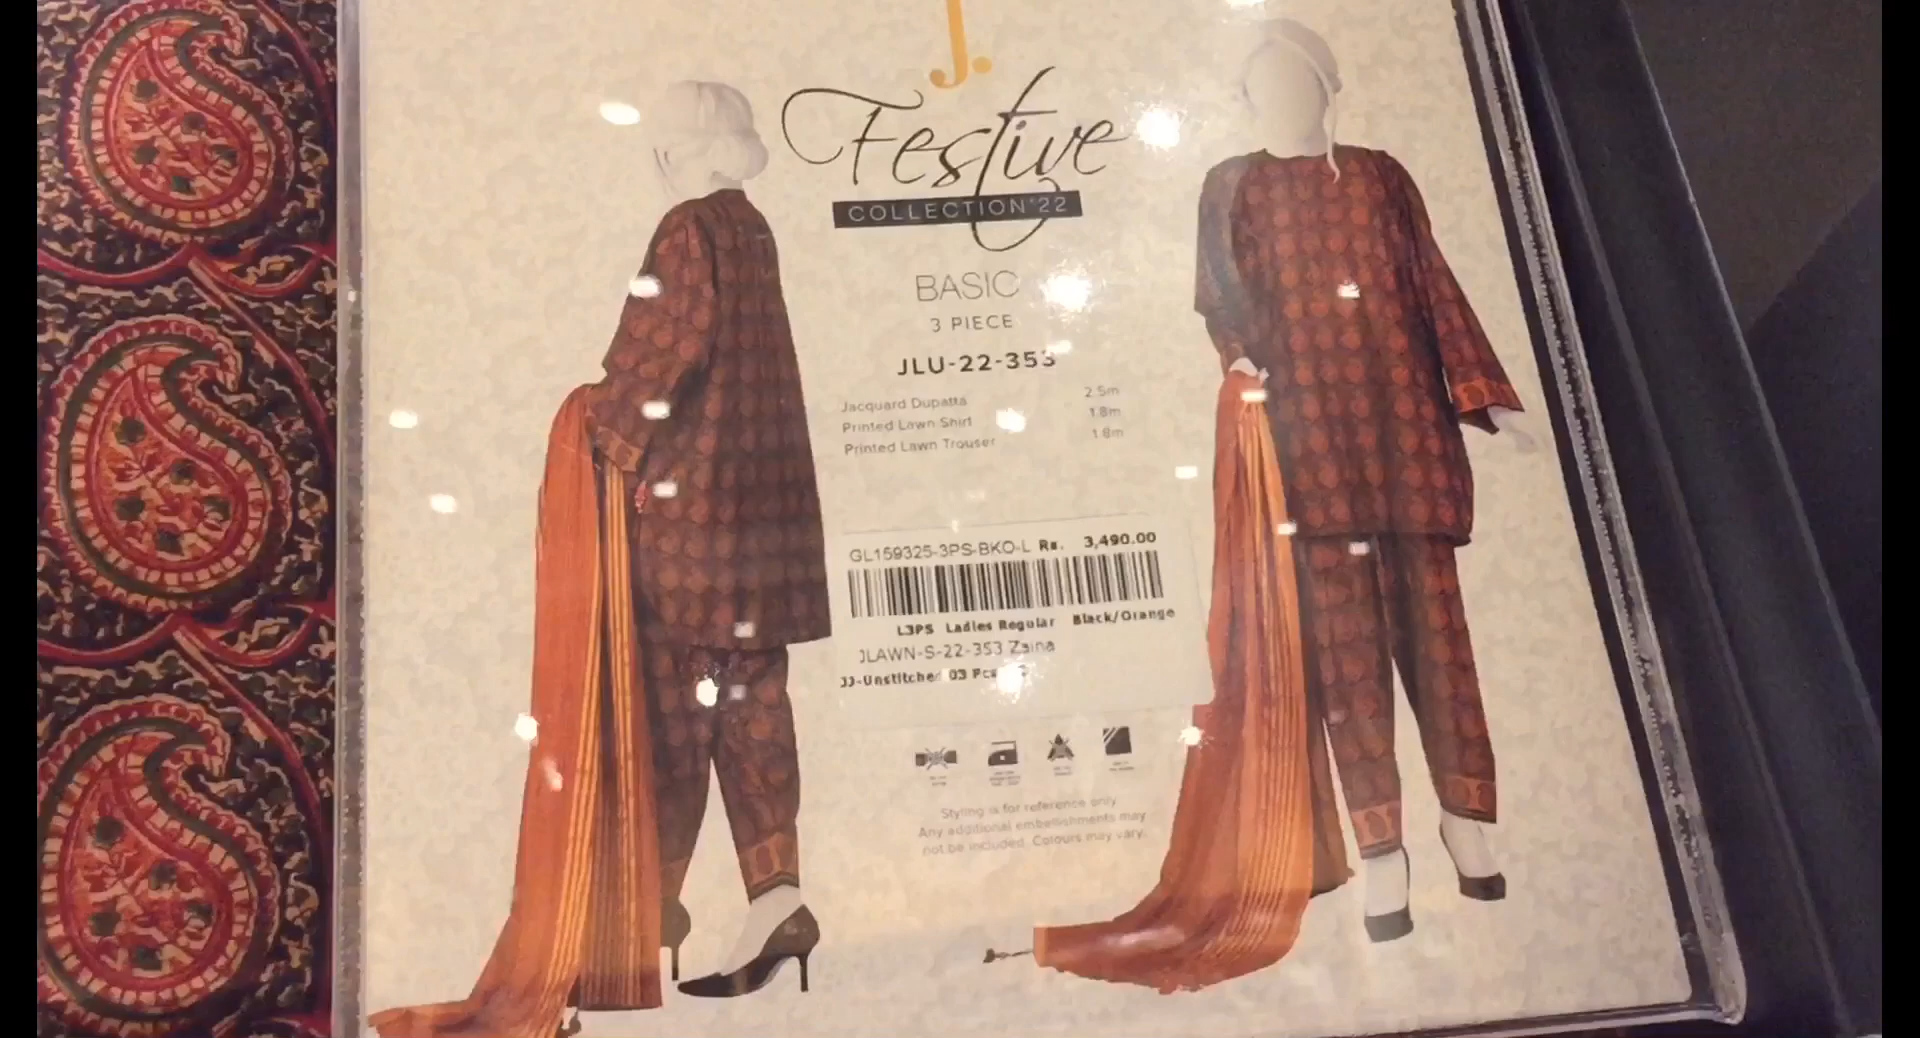 J.
Festive
COLLECTION'22
BASIC
3 PIECE
JLU-22-353
Jacquard Dupatta 2.5m
Printed Lawn Shirt 1.8m
Printed Lawn Trouser 1.8m
GL159325-3PS-BKO-L Rs. 3,490.00
L3PS Ladies Regular Black/Orange
JLAWN-S-22-353 Zaina
JJ-Unstitched 03 Pcs
Styling is for reference only
Any additional embellishments may
not be included. Colours may vary.